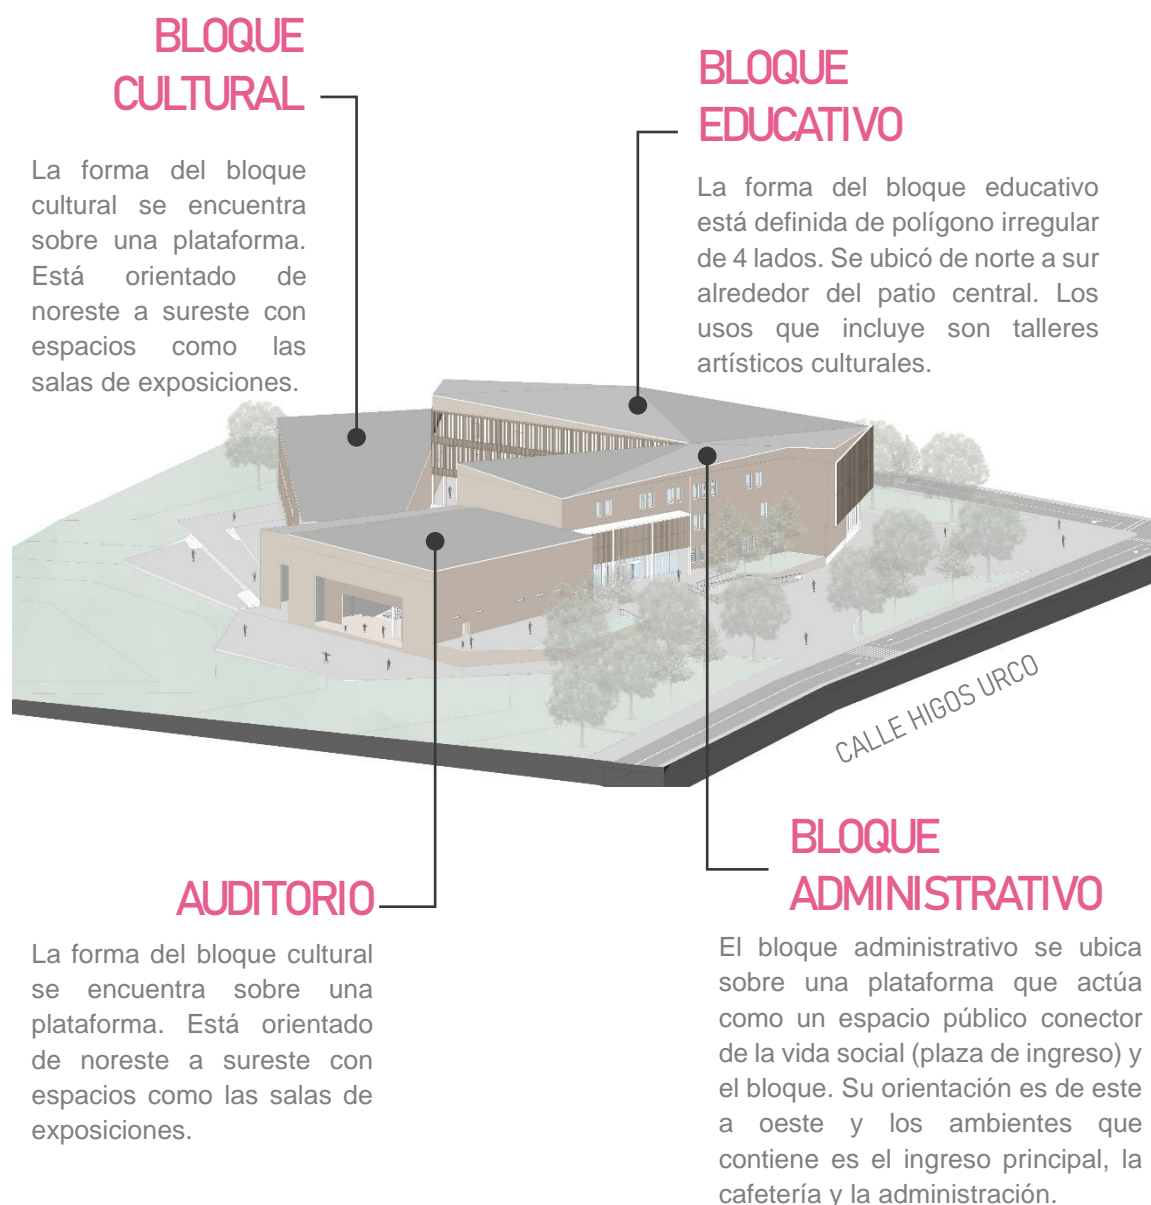 BLOQUE
CULTURAL
La forma del bloque
cultural se encuentra
sobre una plataforma.
Está orientado de
noreste a sureste con
espacios como las
salas de exposiciones.
BLOQUE
EDUCATIVO
La forma del bloque educativo
está definida de polígono irregular
de 4 lados. Se ubicó de norte a sur
alrededor del patio central. Los
usos que incluye son talleres
artísticos culturales.
CALLE HIGOS URCO
AUDITORIO
La forma del bloque cultural
se encuentra sobre una
plataforma. Está orientado
de noreste a sureste con
espacios como las salas de
exposiciones.
BLOQUE
ADMINISTRATIVO
El bloque administrativo se ubica
sobre una plataforma que actúa
como un espacio público conector
de la vida social (plaza de ingreso) y
el bloque. Su orientación es de este
a oeste y los ambientes que
contiene es el ingreso principal, la
cafetería y la administración.